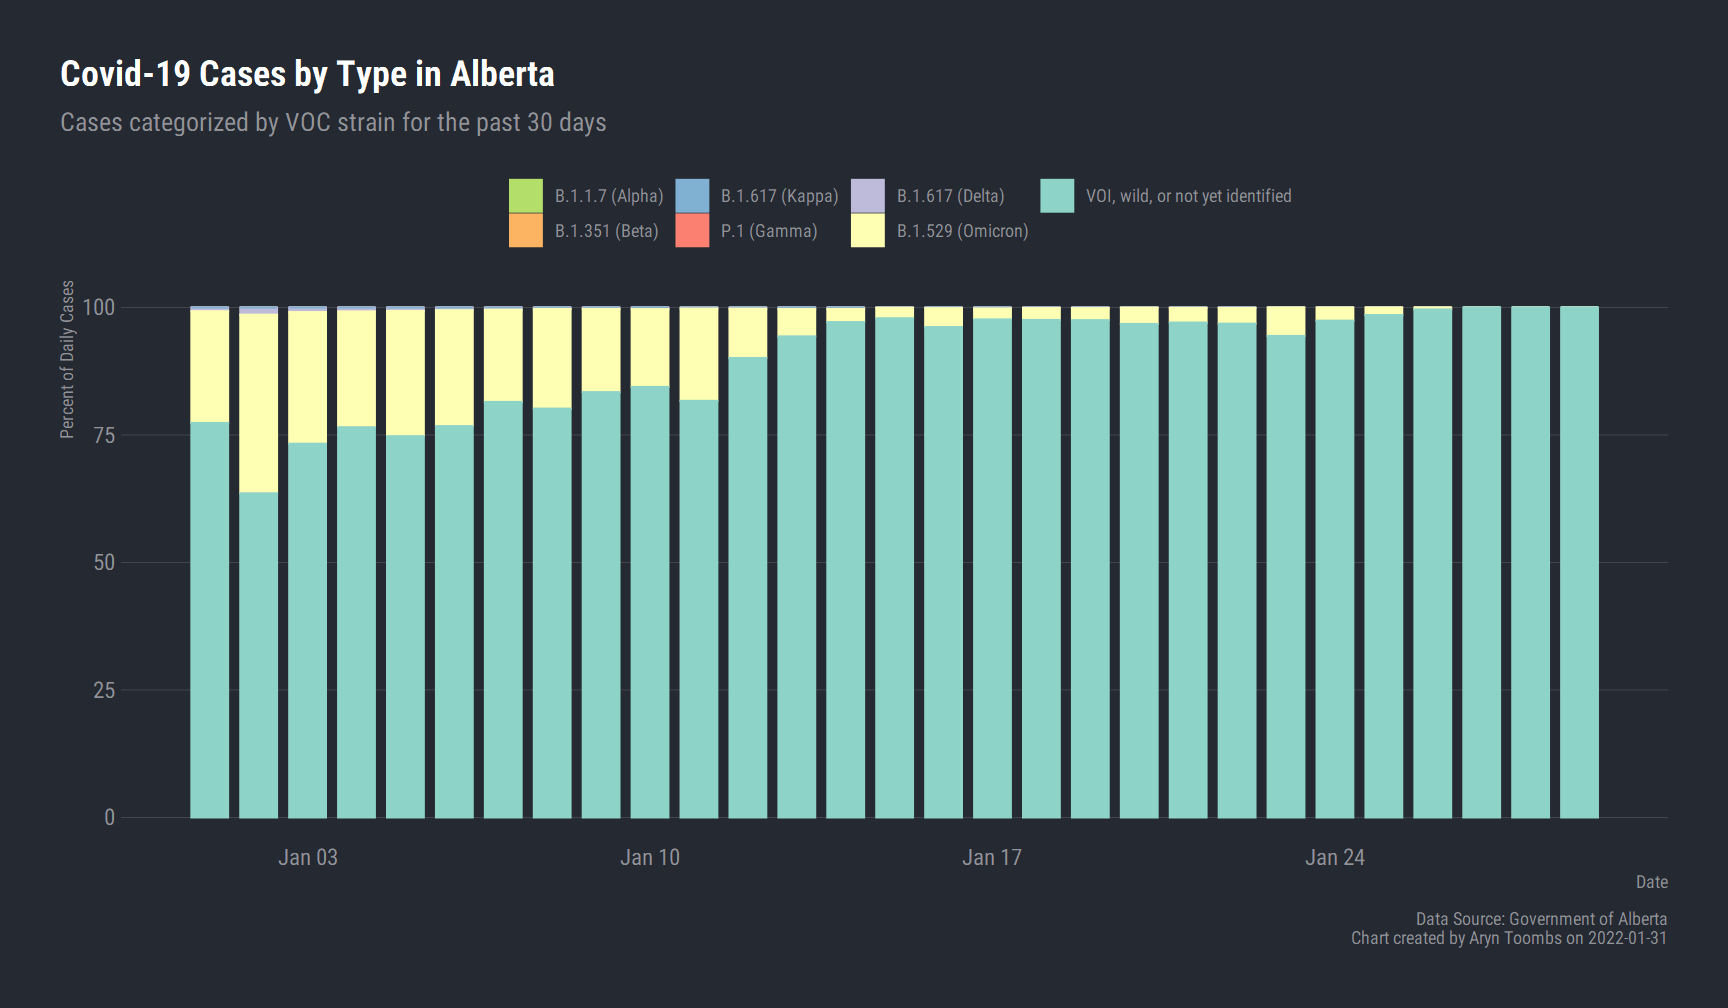 Covid-19 Cases by Type in Alberta
Cases categorized by VOC strain for the past 30 days
B.1.1.7 (Alpha) B.1.617 (Kappa) B.1.617 (Delta) VOI, wild, or not yet identified
B.1.351 (Beta) P.1 (Gamma) B.1.529 (Omicron)
Percent of Daily Cases
100
75
50
25
0
Jan 03 Jan 10 Jan 17 Jan 24
Date
Data Source: Government of Alberta
Chart created by Aryn Toombs on 2022-01-31